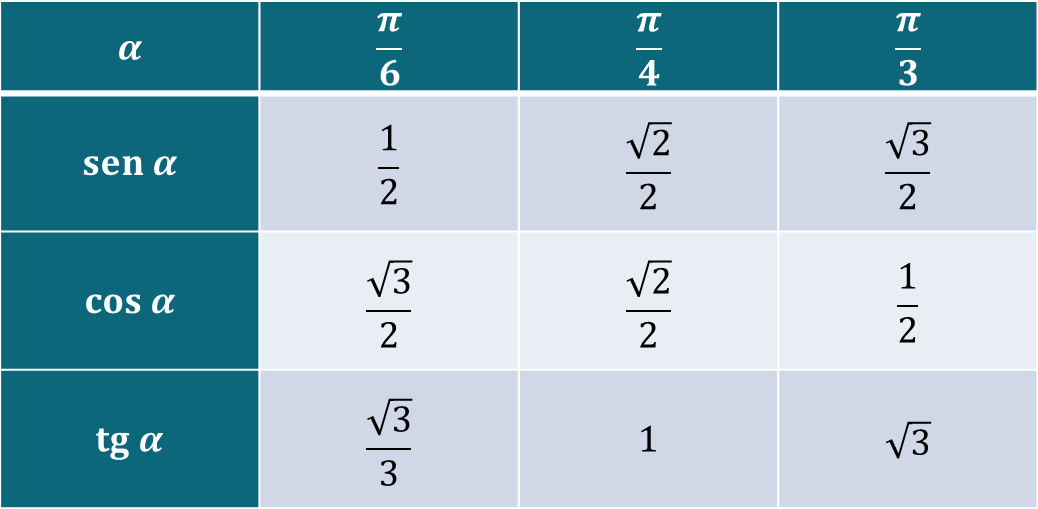 α π/6 π/4 π/3
sen α 1/2 √2/2 √3/2
cos α √3/2 √2/2 1/2
tg α √3/3 1 √3